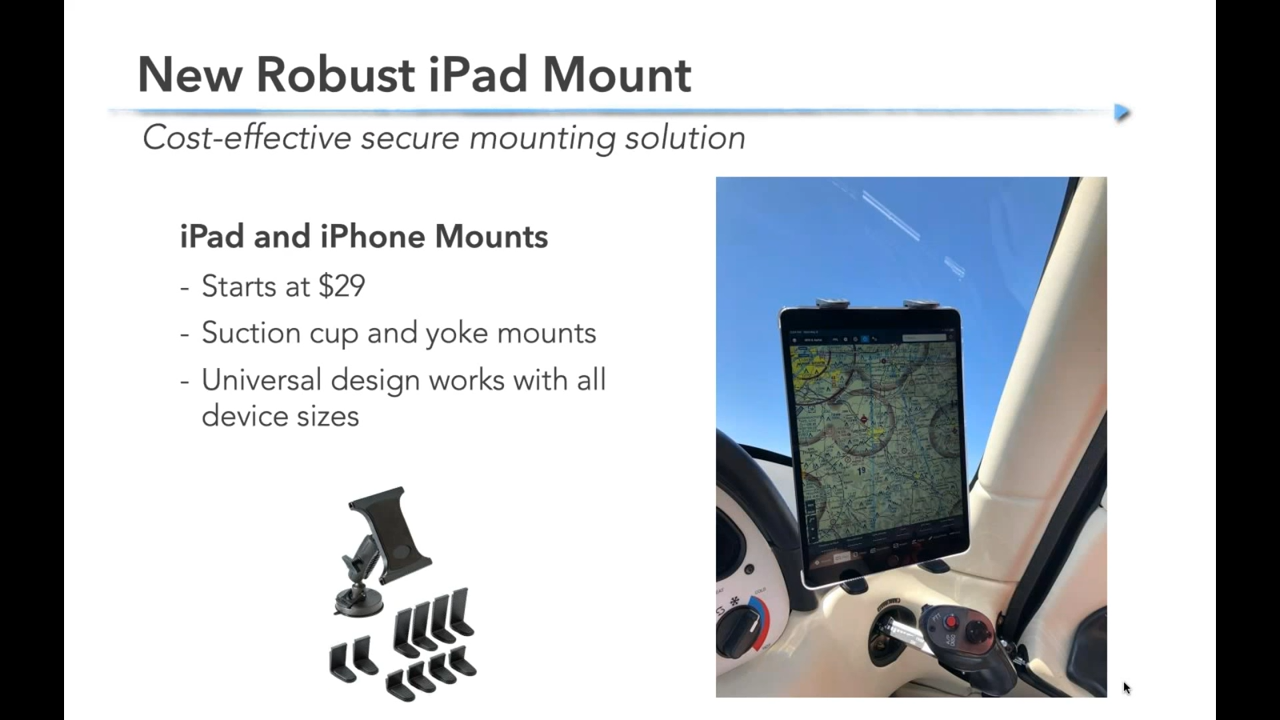 New Robust iPad Mount
Cost-effective secure mounting solution
iPad and iPhone Mounts
- Starts at $29
- Suction cup and yoke mounts
- Universal design works with all
device sizes
19